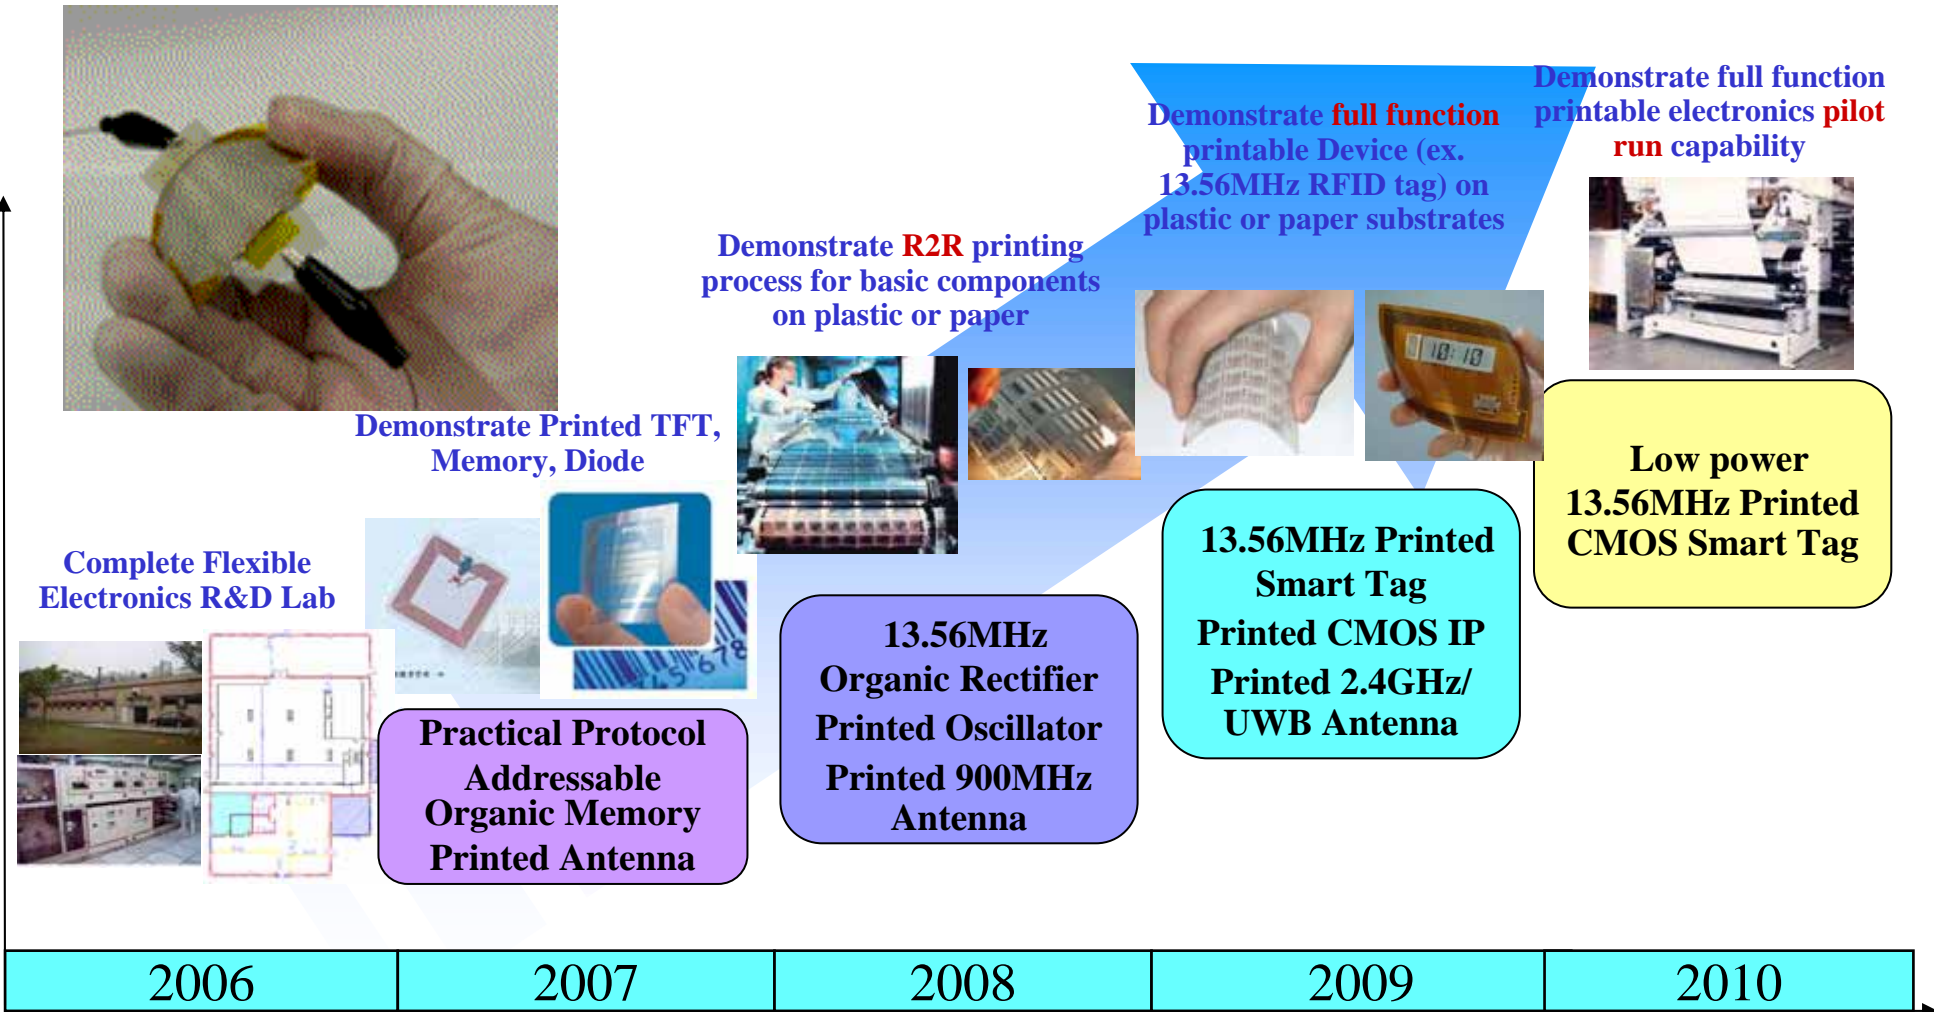 Complete Flexible
Electronics R&D Lab
Demonstrate Printed TFT,
Memory, Diode
Practical Protocol
Addressable
Organic Memory
Printed Antenna
Demonstrate R2R printing
process for basic components
on plastic or paper
13.56MHz
Organic Rectifier
Printed Oscillator
Printed 900MHz
Antenna
Demonstrate full function
printable Device (ex.
13.56MHz RFID tag) on
plastic or paper substrates
10:10
13.56MHz Printed
Smart Tag
Printed CMOS IP
Printed 2.4GHz/
UWB Antenna
Demonstrate full function
printable electronics pilot
run capability
Low power
13.56MHz Printed
CMOS Smart Tag
2006
2007
2008
2009
2010